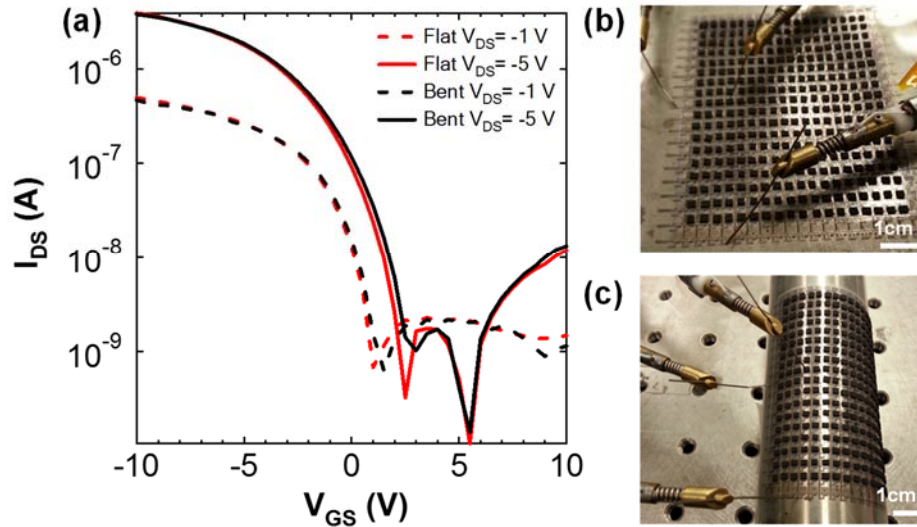 (a)
I_DS (A)
10^-6
10^-7
10^-8
10^-9
Flat V_DS= -1 V
Flat V_DS= -5 V
Bent V_DS= -1 V
Bent V_DS= -5 V
-10 -5 0 5 10
V_GS (V)
(b)
1cm
(c)
1cm